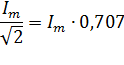 I_m/√2 = I_m · 0,707